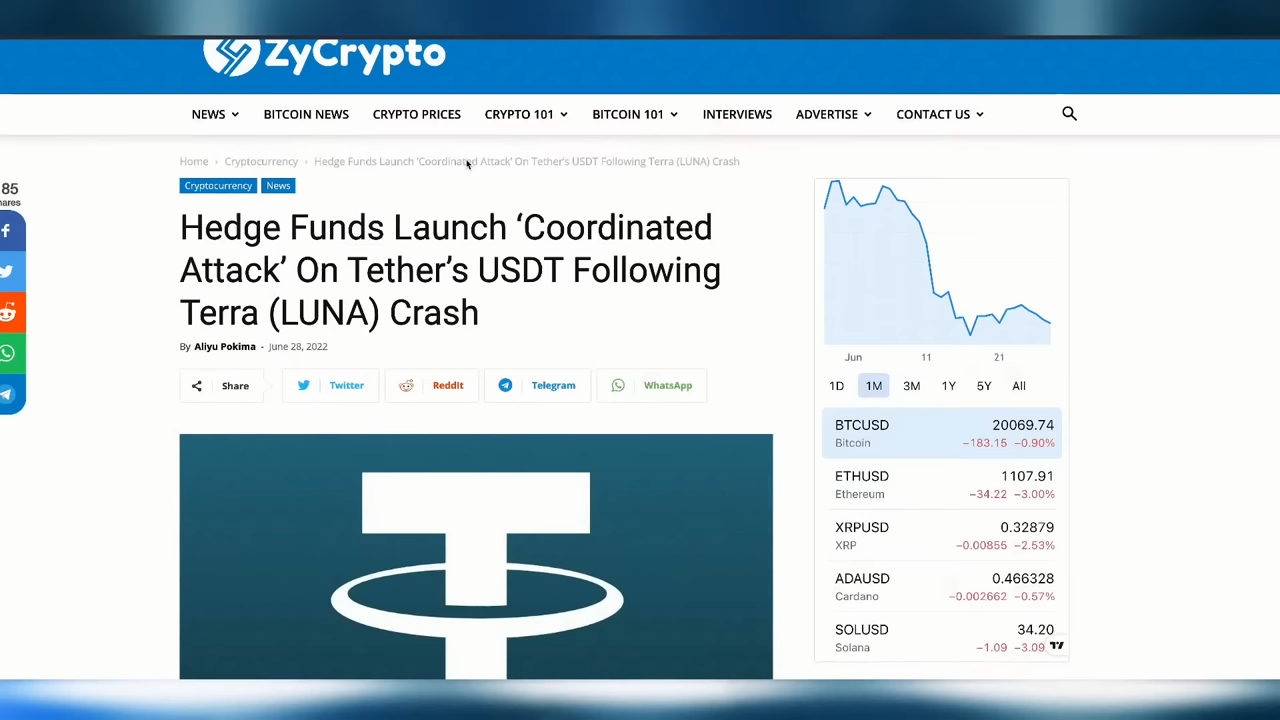 ZyCrypto
NEWS
BITCOIN NEWS
CRYPTO PRICES
CRYPTO 101
BITCOIN 101
INTERVIEWS
ADVERTISE
CONTACT US
Home › Cryptocurrency › Hedge Funds Launch ‘Coordinated Attack’ On Tether’s USDT Following Terra (LUNA) Crash
85
Cryptocurrency
News
Hedge Funds Launch ‘Coordinated
Attack’ On Tether’s USDT Following
Terra (LUNA) Crash
By Aliyu Pokima - June 28, 2022
Share
Twitter
Reddit
Telegram
WhatsApp
Jun 11 21
1D 1M 3M 1Y 5Y All
BTCUSD 20069.74
Bitcoin −183.15 −0.90%
ETHUSD 1107.91
Ethereum −34.22 −3.00%
XRPUSD 0.32879
XRP −0.00855 −2.53%
ADAUSD 0.466328
Cardano −0.002662 −0.57%
SOLUSD 34.20
Solana −1.09 −3.09